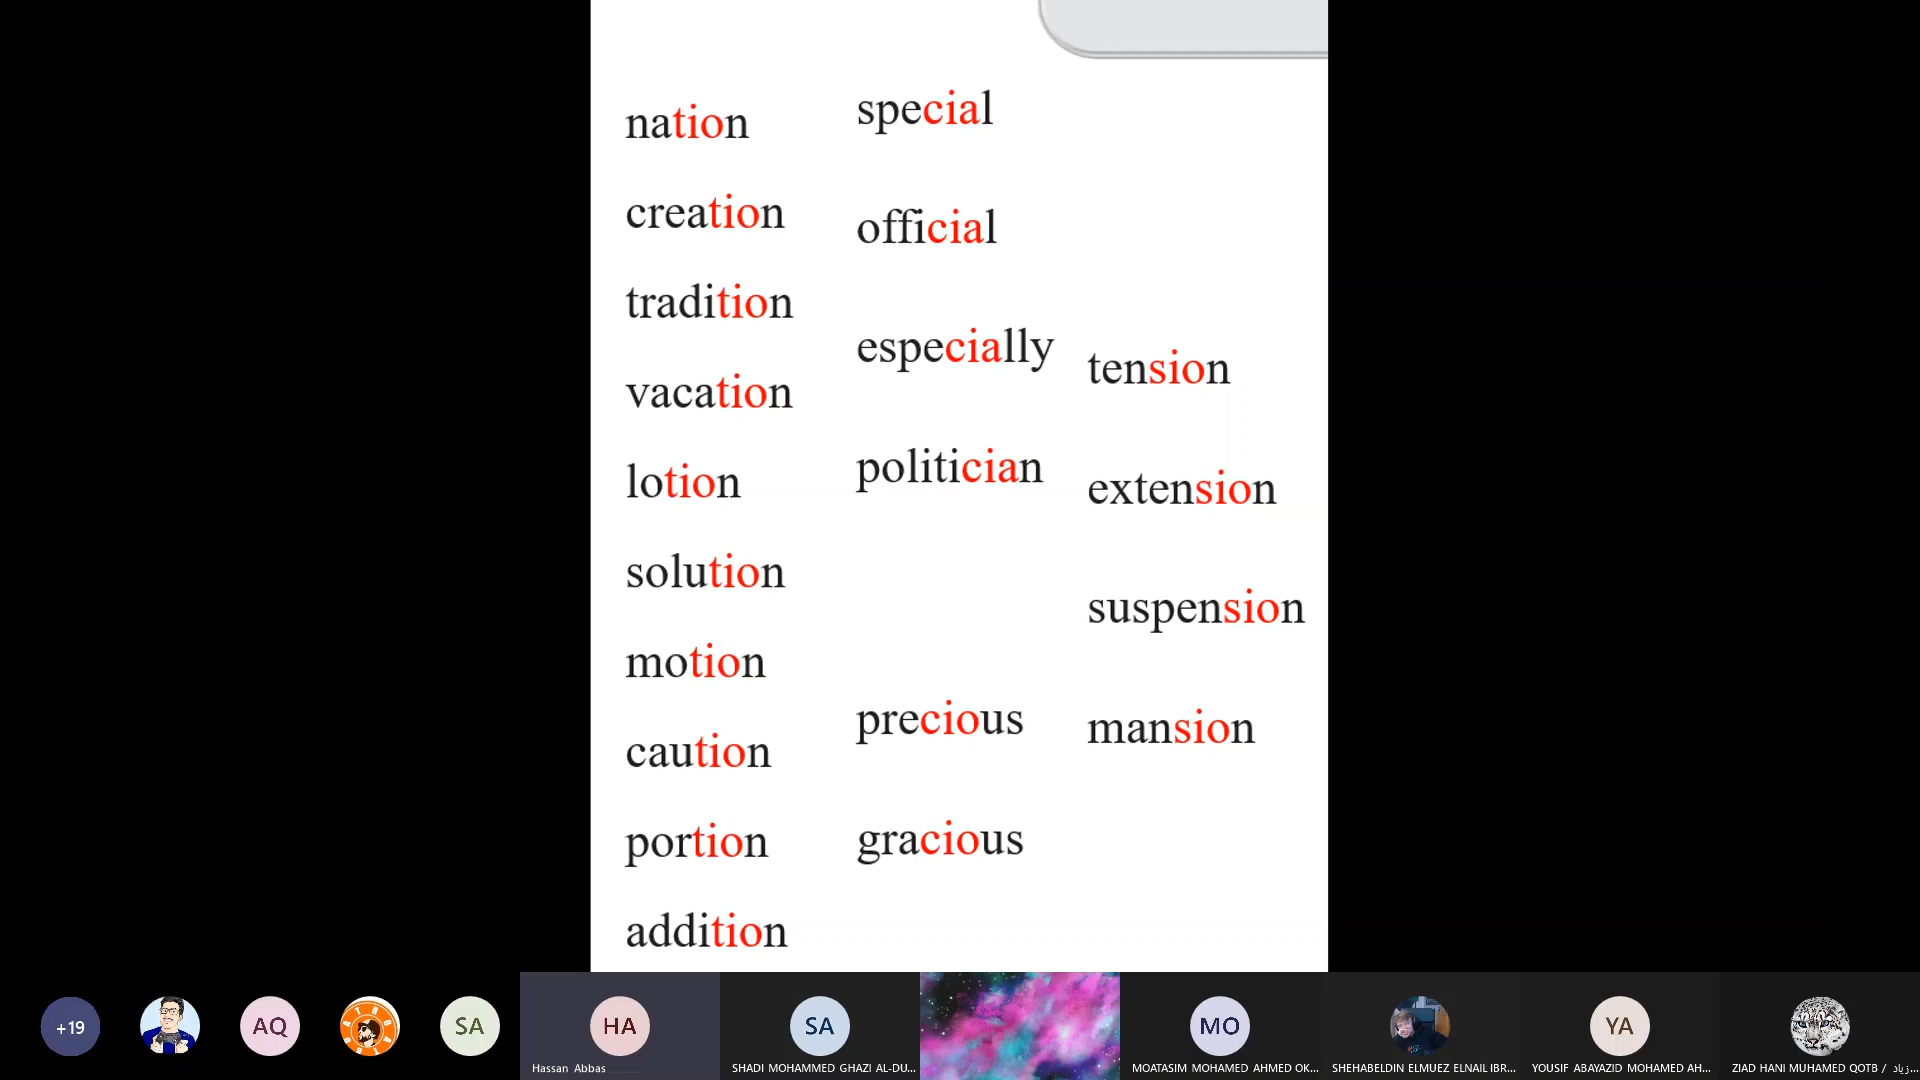 nation
creation
tradition
vacation
lotion
solution
motion
caution
portion
addition
special
official
especially
politician
precious
gracious
tension
extension
suspension
mansion
+19
AQ
SA
HA
Hassan Abbas
SA
SHADI MOHAMMED GHAZI AL-DU...
MO
MOATASIM MOHAMED AHMED OK...
SHEHABELDIN ELMUEZ ELNAIL IBR...
YA
YOUSIF ABAYAZID MOHAMED AH...
ZIAD HANI MUHAMED QOTB / زياد...